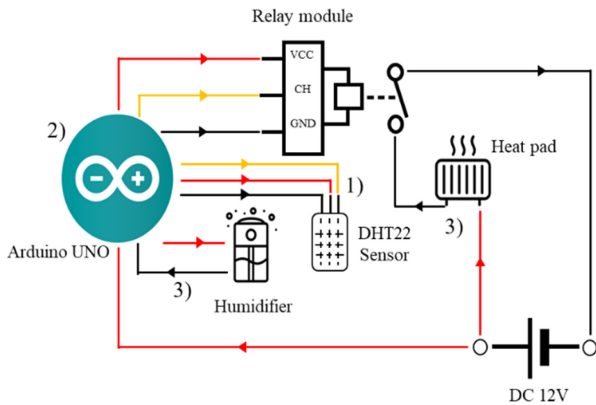 Relay module
VCC
CH
GND
2)
1)
Heat pad
3)
DHT22
Sensor
Arduino UNO
3)
Humidifier
DC 12V